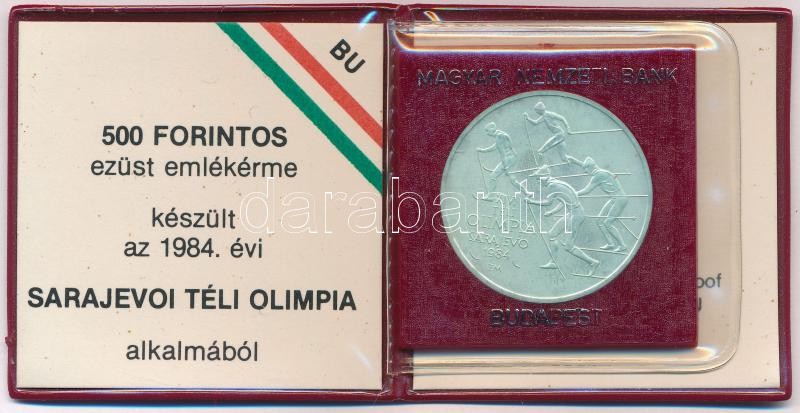 BU
500 FORINTOS
ezüst emlékérme
készült
az 1984. évi
SARAJEVOI TÉLI OLIMPIA
alkalmából
MAGYAR NEMZETI BANK
OLIMPIA
SARAJEVO
1984
BUDAPEST
darabanth